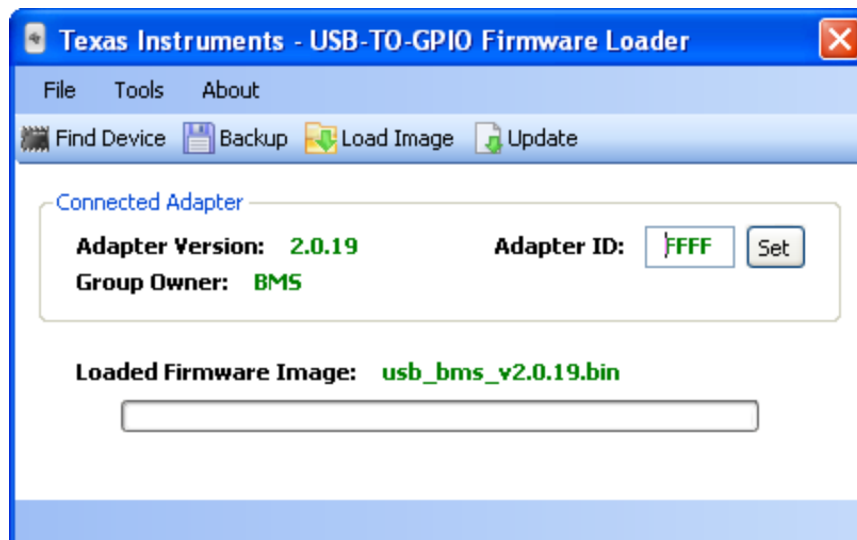 Texas Instruments - USB-TO-GPIO Firmware Loader
File Tools About
Find Device Backup Load Image Update
Connected Adapter
Adapter Version: 2.0.19 Adapter ID: FFFF Set
Group Owner: BMS
Loaded Firmware Image: usb_bms_v2.0.19.bin